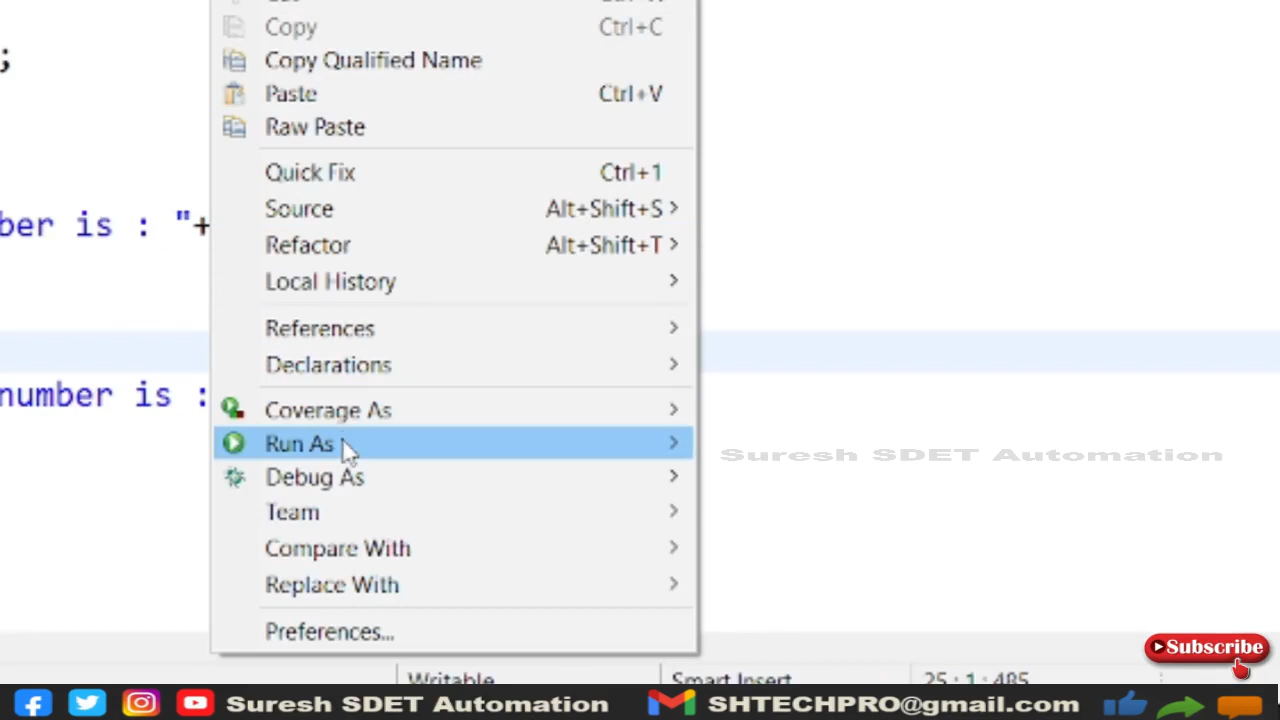 Copy Ctrl+C
;
Copy Qualified Name
Paste Ctrl+V
Raw Paste
Quick Fix Ctrl+1
Source Alt+Shift+S
ber is : "+
Refactor Alt+Shift+T
Local History
References
Declarations
number is :
Coverage As
Run As
Suresh SDET Automation
Debug As
Team
Compare With
Replace With
Preferences...
Subscribe
Writable Smart Insert 25 : 1 : 485
Suresh SDET Automation SHTECHPRO@gmail.com